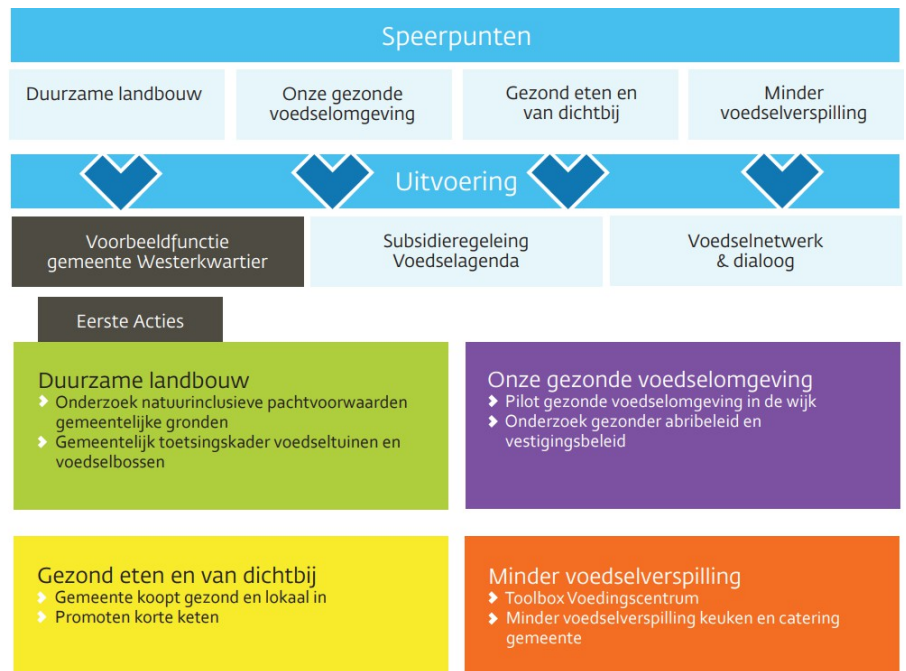 Speerpunten
Duurzame landbouw
Onze gezonde
voedselomgeving
Gezond eten en
van dichtbij
Minder
voedselverspilling
Uitvoering
Voorbeeldfunctie
gemeente Westerkwartier
Subsidieregeleing
Voedselagenda
Voedselnetwerk
& dialoog
Eerste Acties
Duurzame landbouw
Onderzoek natuurinclusieve pachtvoorwaarden
gemeentelijke gronden
Gemeentelijk toetsingskader voedseltuinen en
voedselbossen
Onze gezonde voedselomgeving
Pilot gezonde voedselomgeving in de wijk
Onderzoek gezonder abribeleid en
vestigingsbeleid
Gezond eten en van dichtbij
Gemeente koopt gezond en lokaal in
Promoten korte keten
Minder voedselverspilling
Toolbox Voedingscentrum
Minder voedselverspilling keuken en catering
gemeente